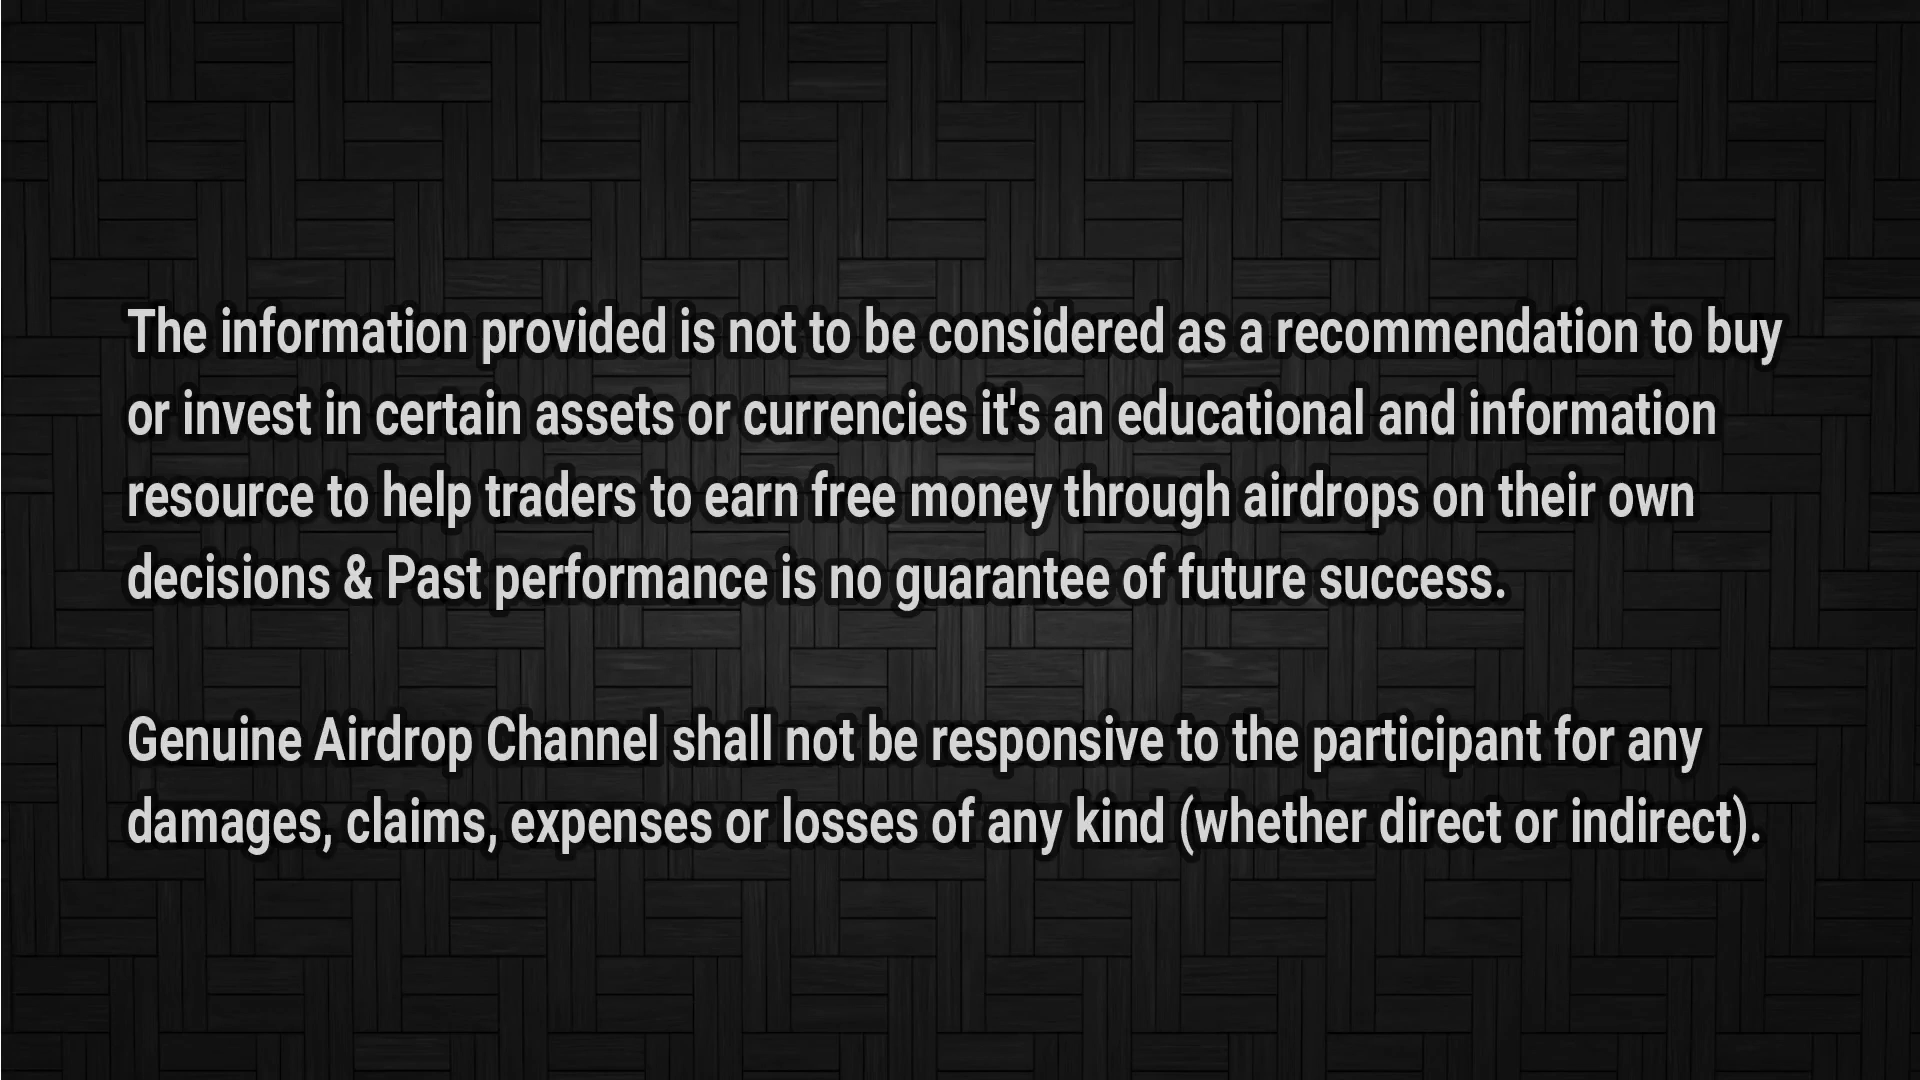 The information provided is not to be considered as a recommendation to buy
or invest in certain assets or currencies it's an educational and information
resource to help traders to earn free money through airdrops on their own
decisions & Past performance is no guarantee of future success.
Genuine Airdrop Channel shall not be responsive to the participant for any
damages, claims, expenses or losses of any kind (whether direct or indirect).